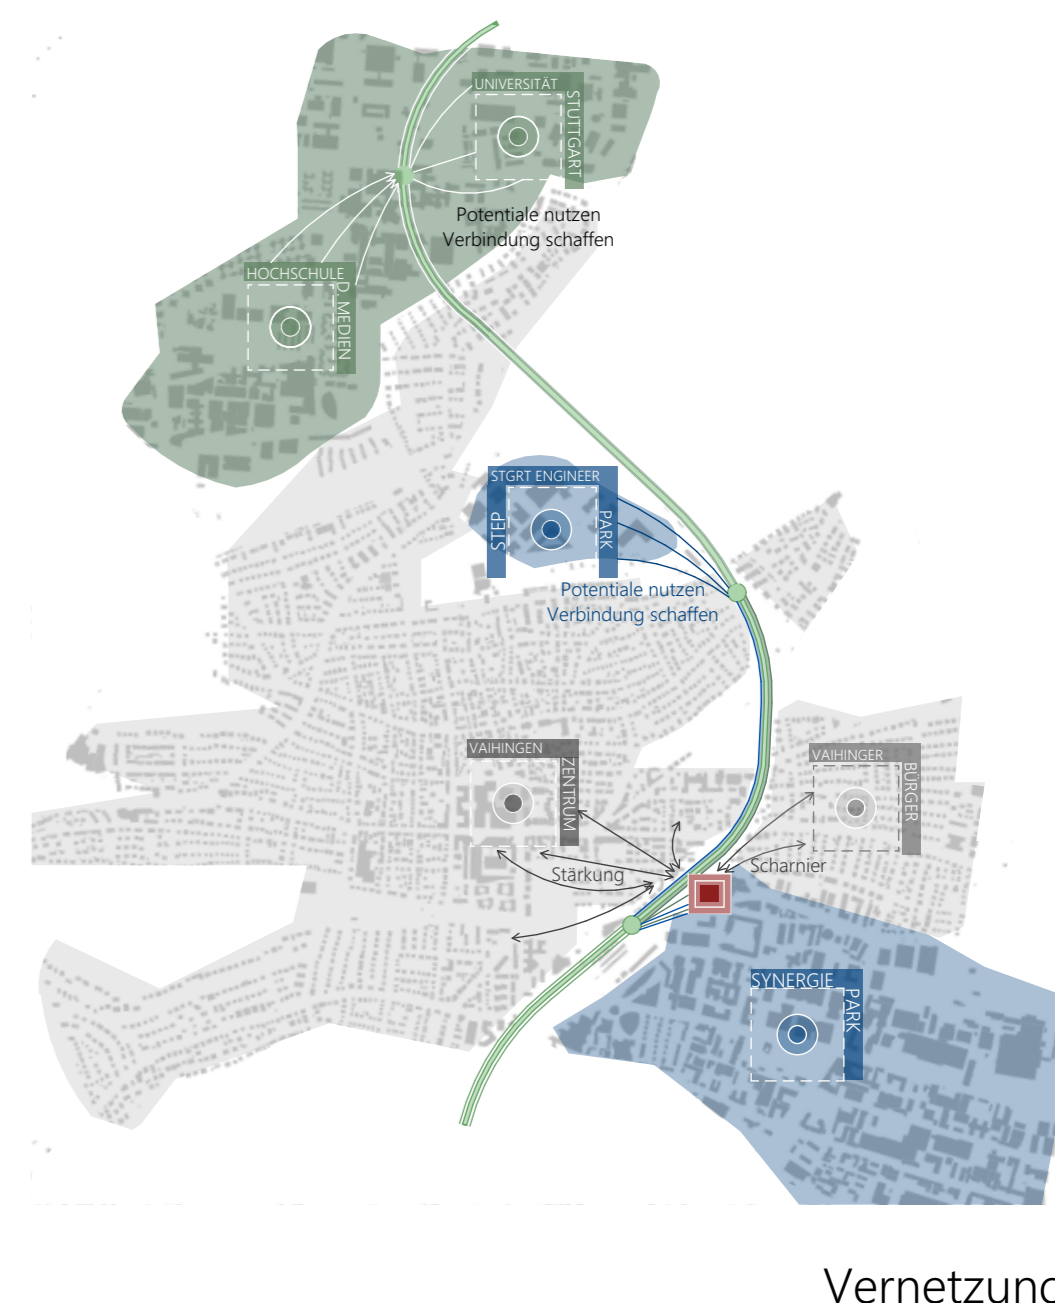 UNIVERSITÄT
STUTTGART
Potentiale nutzen
Verbindung schaffen
HOCHSCHULE
D. MEDIEN
STGRT ENGINEER
STEP
PARK
Potentiale nutzen
Verbindung schaffen
VAIHINGEN
ZENTRUM
VAIHINGER
BÜRGER
Stärkung
Scharnier
SYNERGIE
PARK
Vernetzung